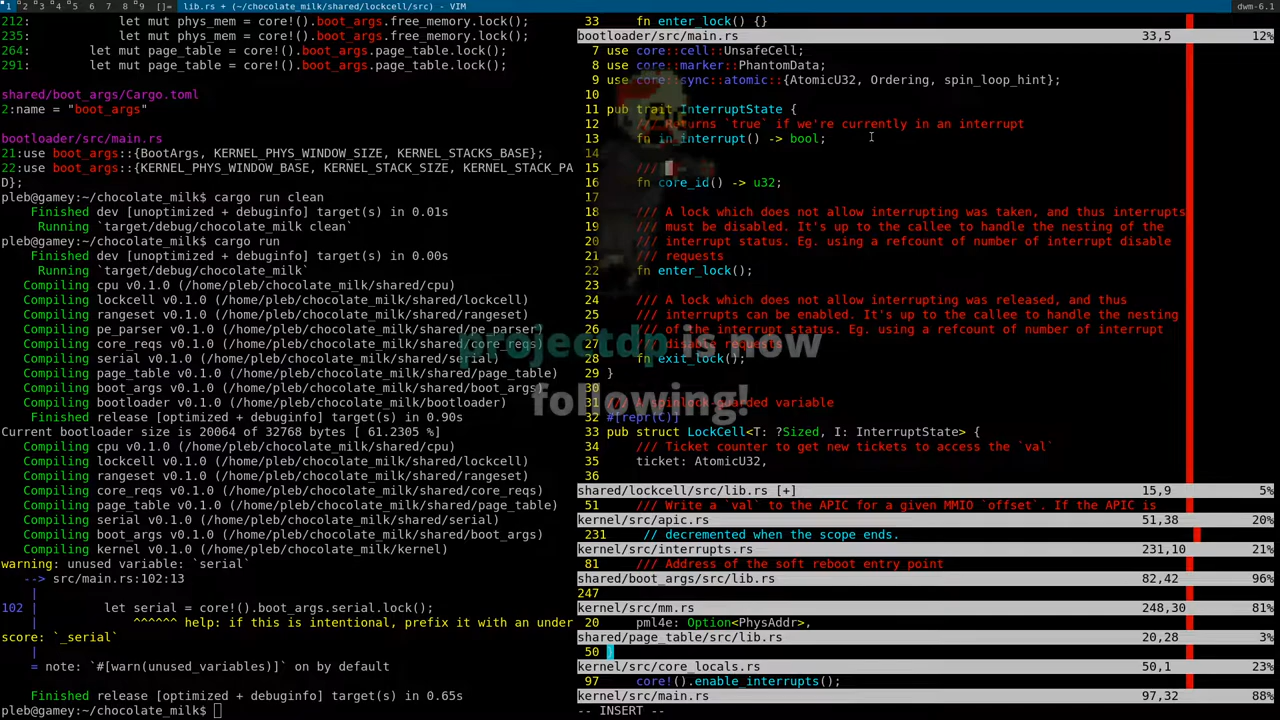 1 2 3 4 5 6 7 8 9 []= lib.rs + (~/chocolate_milk/shared/lockcell/src) - VIM dwm-6.1
212: let mut phys_mem = core!().boot_args.free_memory.lock();
235: let mut phys_mem = core!().boot_args.free_memory.lock();
264: let mut page_table = core!().boot_args.page_table.lock();
291: let mut page_table = core!().boot_args.page_table.lock();
shared/boot_args/Cargo.toml
2:name = "boot_args"
bootloader/src/main.rs
21:use boot_args::{BootArgs, KERNEL_PHYS_WINDOW_SIZE, KERNEL_STACKS_BASE};
22:use boot_args::{KERNEL_PHYS_WINDOW_BASE, KERNEL_STACK_SIZE, KERNEL_STACK_PA
D};
pleb@gamey:~/chocolate_milk$ cargo run clean
Finished dev [unoptimized + debuginfo] target(s) in 0.01s
Running `target/debug/chocolate_milk clean`
pleb@gamey:~/chocolate_milk$ cargo run
Finished dev [unoptimized + debuginfo] target(s) in 0.00s
Running `target/debug/chocolate_milk`
Compiling cpu v0.1.0 (/home/pleb/chocolate_milk/shared/cpu)
Compiling lockcell v0.1.0 (/home/pleb/chocolate_milk/shared/lockcell)
Compiling rangeset v0.1.0 (/home/pleb/chocolate_milk/shared/rangeset)
Compiling pe_parser v0.1.0 (/home/pleb/chocolate_milk/shared/pe_parser)
Compiling core_reqs v0.1.0 (/home/pleb/chocolate_milk/shared/core_reqs)
Compiling serial v0.1.0 (/home/pleb/chocolate_milk/shared/serial)
Compiling page_table v0.1.0 (/home/pleb/chocolate_milk/shared/page_table)
Compiling boot_args v0.1.0 (/home/pleb/chocolate_milk/shared/boot_args)
Compiling bootloader v0.1.0 (/home/pleb/chocolate_milk/bootloader)
Finished release [optimized + debuginfo] target(s) in 0.90s
Current bootloader size is 20064 of 32768 bytes [ 61.2305 %]
Compiling cpu v0.1.0 (/home/pleb/chocolate_milk/shared/cpu)
Compiling lockcell v0.1.0 (/home/pleb/chocolate_milk/shared/lockcell)
Compiling rangeset v0.1.0 (/home/pleb/chocolate_milk/shared/rangeset)
Compiling core_reqs v0.1.0 (/home/pleb/chocolate_milk/shared/core_reqs)
Compiling page_table v0.1.0 (/home/pleb/chocolate_milk/shared/page_table)
Compiling serial v0.1.0 (/home/pleb/chocolate_milk/shared/serial)
Compiling boot_args v0.1.0 (/home/pleb/chocolate_milk/shared/boot_args)
Compiling kernel v0.1.0 (/home/pleb/chocolate_milk/kernel)
warning: unused variable: `serial`
--> src/main.rs:102:13
|
102 | let serial = core!().boot_args.serial.lock();
| ^^^^^^ help: if this is intentional, prefix it with an under
score: `_serial`
|
= note: `#[warn(unused_variables)]` on by default
Finished release [optimized + debuginfo] target(s) in 0.65s
pleb@gamey:~/chocolate_milk$
33 fn enter_lock() {}
bootloader/src/main.rs 33,5 12%
7 use core::cell::UnsafeCell;
8 use core::marker::PhantomData;
9 use core::sync::atomic::{AtomicU32, Ordering, spin_loop_hint};
10
11 pub trait InterruptState {
12 /// Returns `true` if we're currently in an interrupt
13 fn in_interrupt() -> bool;
14
15 ///
16 fn core_id() -> u32;
17
18 /// A lock which does not allow interrupting was taken, and thus interrupts
19 /// must be disabled. It's up to the callee to handle the nesting of the
20 /// interrupt status. Eg. using a refcount of number of interrupt disable
21 /// requests
22 fn enter_lock();
23
24 /// A lock which does not allow interrupting was released, and thus
25 /// interrupts can be enabled. It's up to the callee to handle the nesting
26 /// of the interrupt status. Eg. using a refcount of number of interrupt
27 /// disable requests
28 fn exit_lock();
29 }
30
31 /// A spinlock-guarded variable
32 #[repr(C)]
33 pub struct LockCell<T: ?Sized, I: InterruptState> {
34 /// Ticket counter to get new tickets to access the `val`
35 ticket: AtomicU32,
36
shared/lockcell/src/lib.rs [+] 15,9 5%
51 /// Write a `val` to the APIC for a given MMIO `offset`. If the APIC is
kernel/src/apic.rs 51,38 20%
231 // decremented when the scope ends.
kernel/src/interrupts.rs 231,10 21%
81 /// Address of the soft reboot entry point
shared/boot_args/src/lib.rs 82,42 96%
247
kernel/src/mm.rs 248,30 81%
20 pml4e: Option<PhysAddr>,
shared/page_table/src/lib.rs 20,28 3%
50 }
kernel/src/core_locals.rs 50,1 23%
97 core!().enable_interrupts();
kernel/src/main.rs 97,32 88%
-- INSERT --
projectdp is now
following!